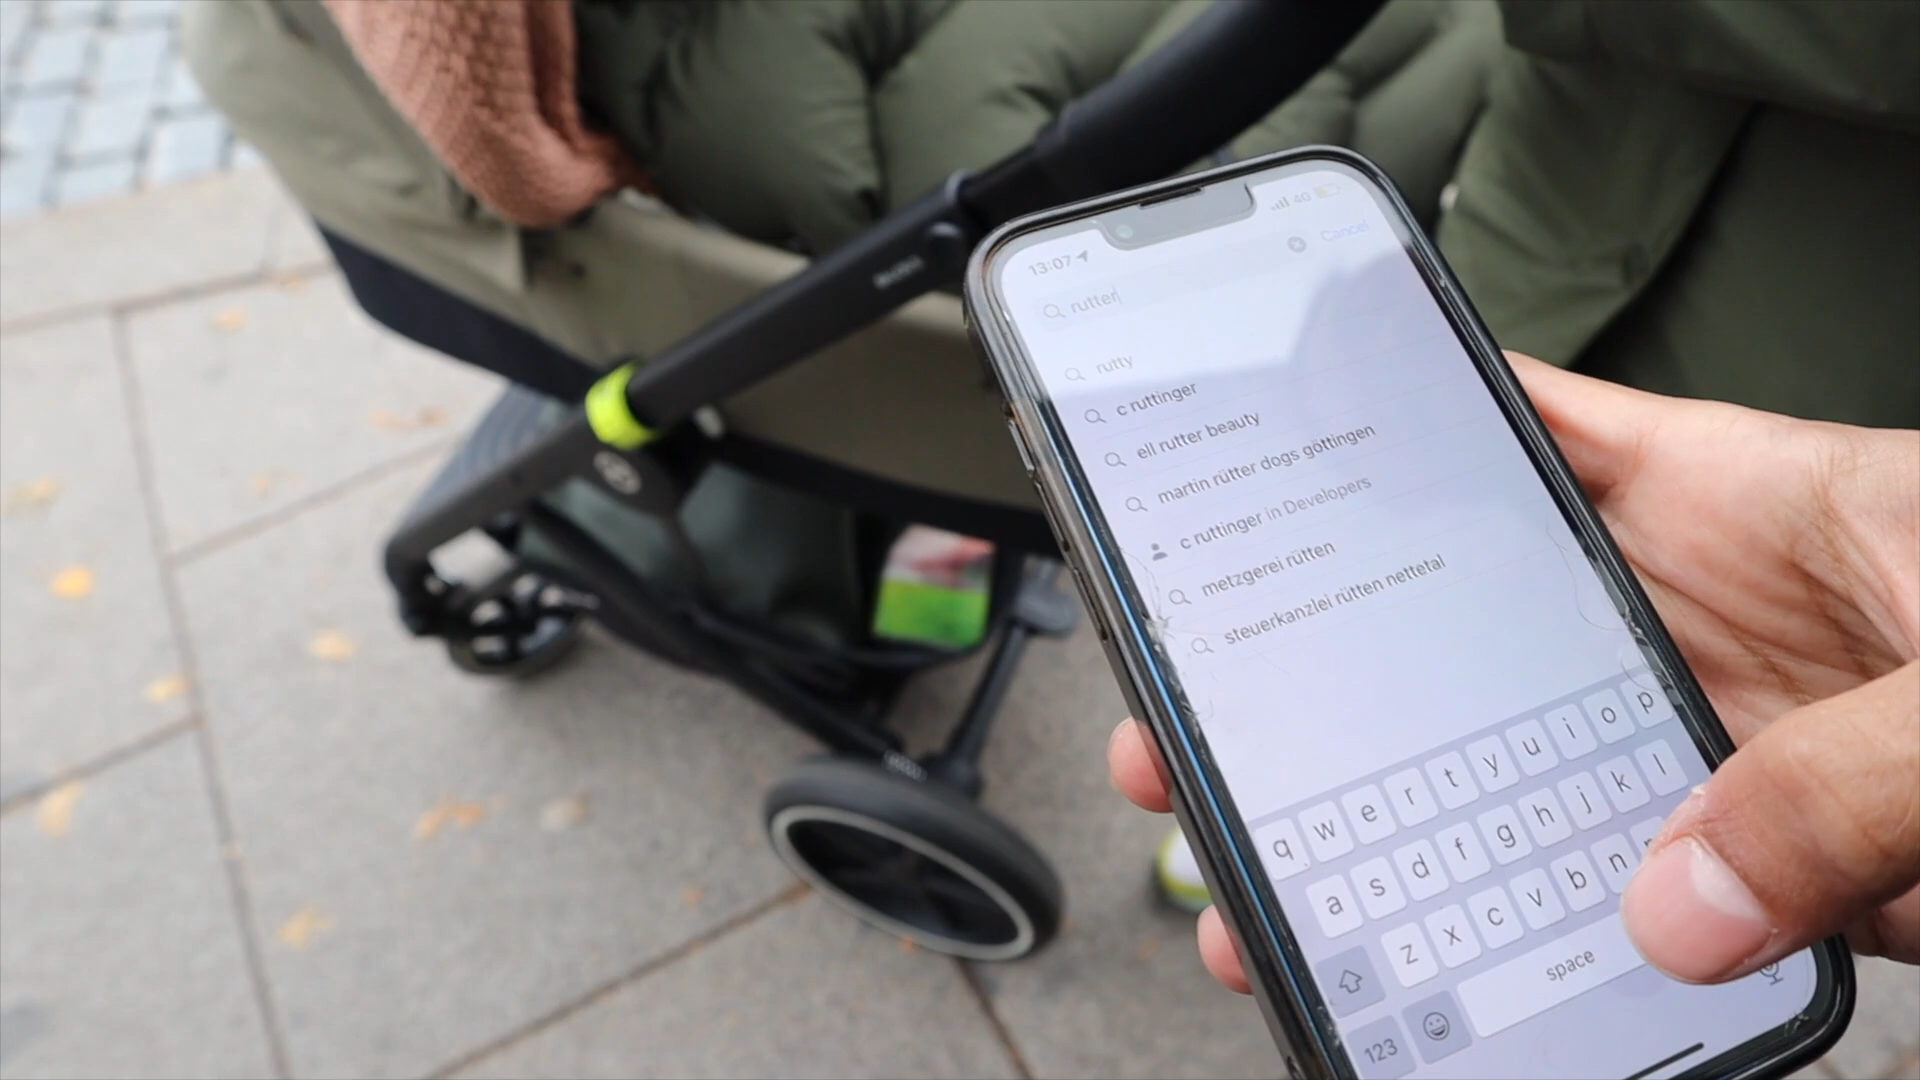 13:07
4G
rutter
Cancel
rutty
c ruttinger
ell rutter beauty
martin rütter dogs göttingen
c ruttinger in Developers
metzgerei rütten
steuerkanzlei rütten nettetal
q w e r t y u i o p
a s d f g h j k l
z x c v b n
123
space